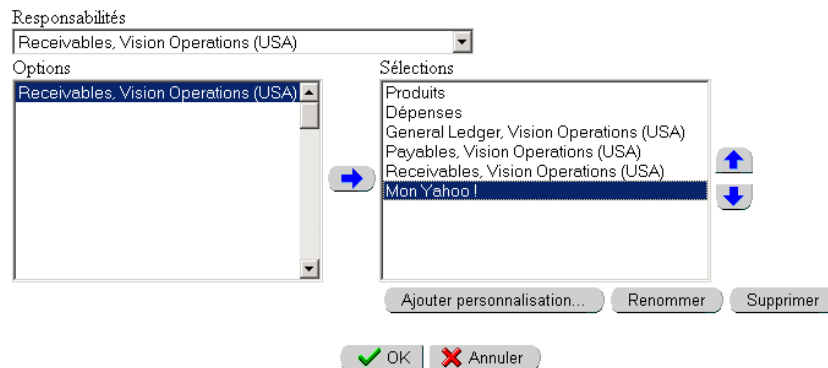 Responsabilités
Receivables, Vision Operations (USA)
Options
Receivables, Vision Operations (USA)
Sélections
Produits
Dépenses
General Ledger, Vision Operations (USA)
Payables, Vision Operations (USA)
Receivables, Vision Operations (USA)
Mon Yahoo !
Ajouter personnalisation... Renommer Supprimer
OK Annuler